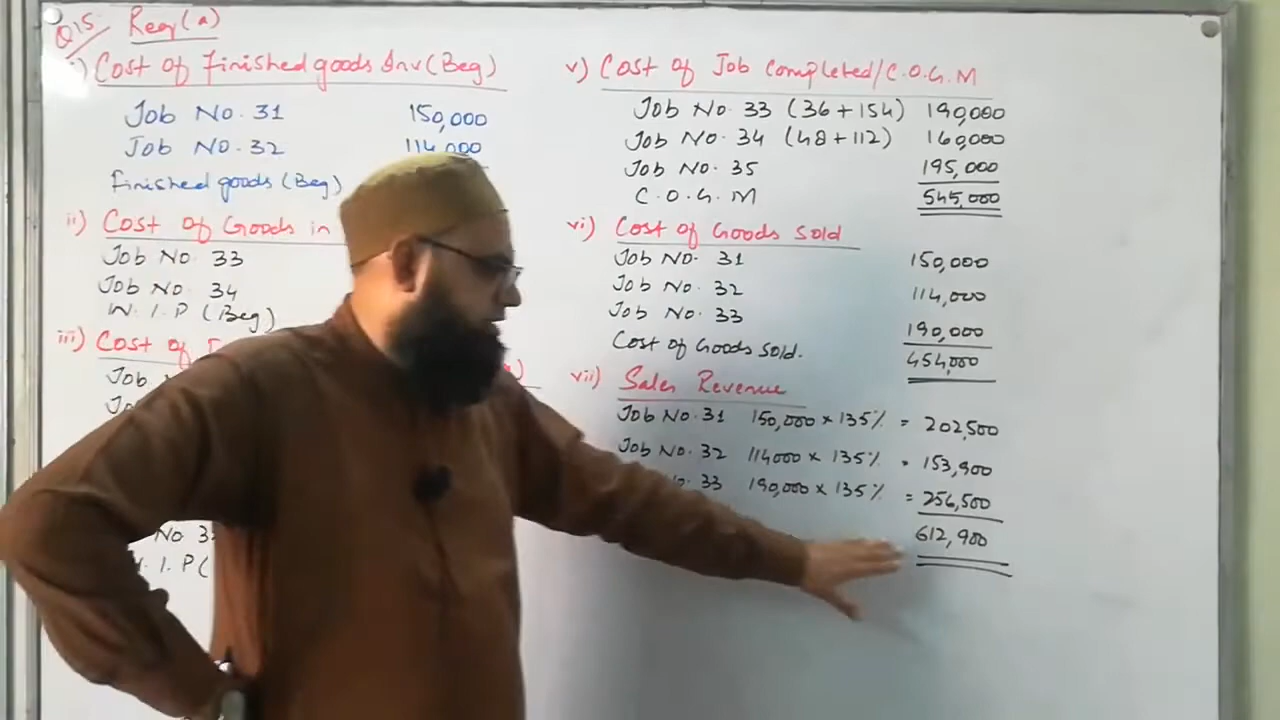 Q15 Req(a)
i) Cost of Finished goods Inv (Beg)
Job No. 31 150,000
Job No. 32 114,000
Finished goods (Beg)
ii) Cost of Goods in
Job No 33
Job No. 34
W.I.P (Beg)
iii) Cost of
Job
No 3
. I. P (
v) Cost of Job Completed/C.O.G.M
Job No. 33 (36+154) 190,000
Job No. 34 (48+112) 160,000
Job No. 35 195,000
C.O.G.M 545,000
vi) Cost of Goods Sold
Job No. 31 150,000
Job No. 32 114,000
Job No. 33 190,000
Cost of Goods Sold. 454,000
vii) Sales Revenue
Job No. 31 150,000 x 135% = 202,500
Job No. 32 114000 x 135% = 153,900
33 190,000 x 135% = 256,500
612,900